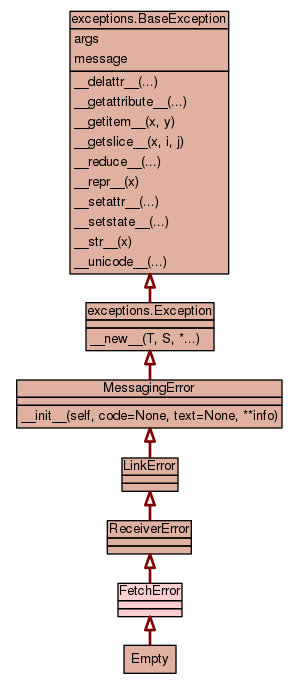 exceptions.BaseException
args
message
__delattr__(...)
__getattribute__(...)
__getitem__(x, y)
__getslice__(x, i, j)
__reduce__(...)
__repr__(x)
__setattr__(...)
__setstate__(...)
__str__(x)
__unicode__(...)
exceptions.Exception
__new__(T, S, *...)
MessagingError
__init__(self, code=None, text=None, **info)
LinkError
ReceiverError
FetchError
Empty